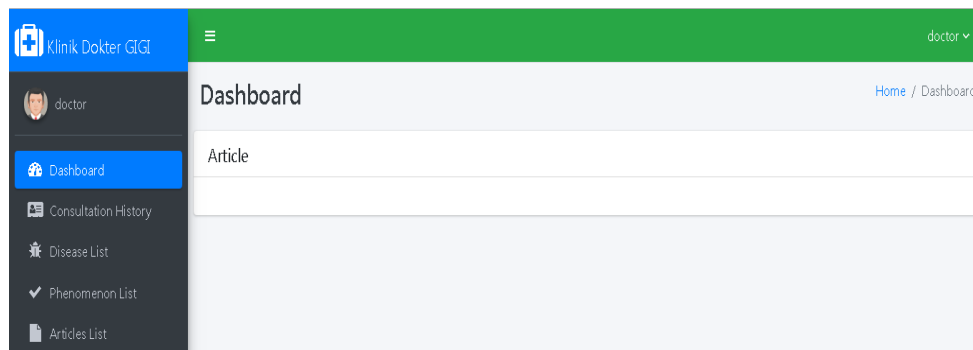 Klinik Dokter GIGI
doctor
doctor
Dashboard
Home / Dashboard
Article
Dashboard
Consultation History
Disease List
Phenomenon List
Articles List